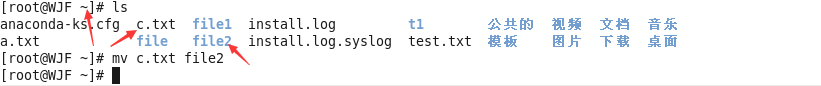 [root@WJF ~]# ls
anaconda-ks.cfg  c.txt  file1  install.log         t1        公共的  视频  文档  音乐
a.txt            file   file2  install.log.syslog  test.txt  模板    图片  下载  桌面
[root@WJF ~]# mv c.txt file2
[root@WJF ~]#